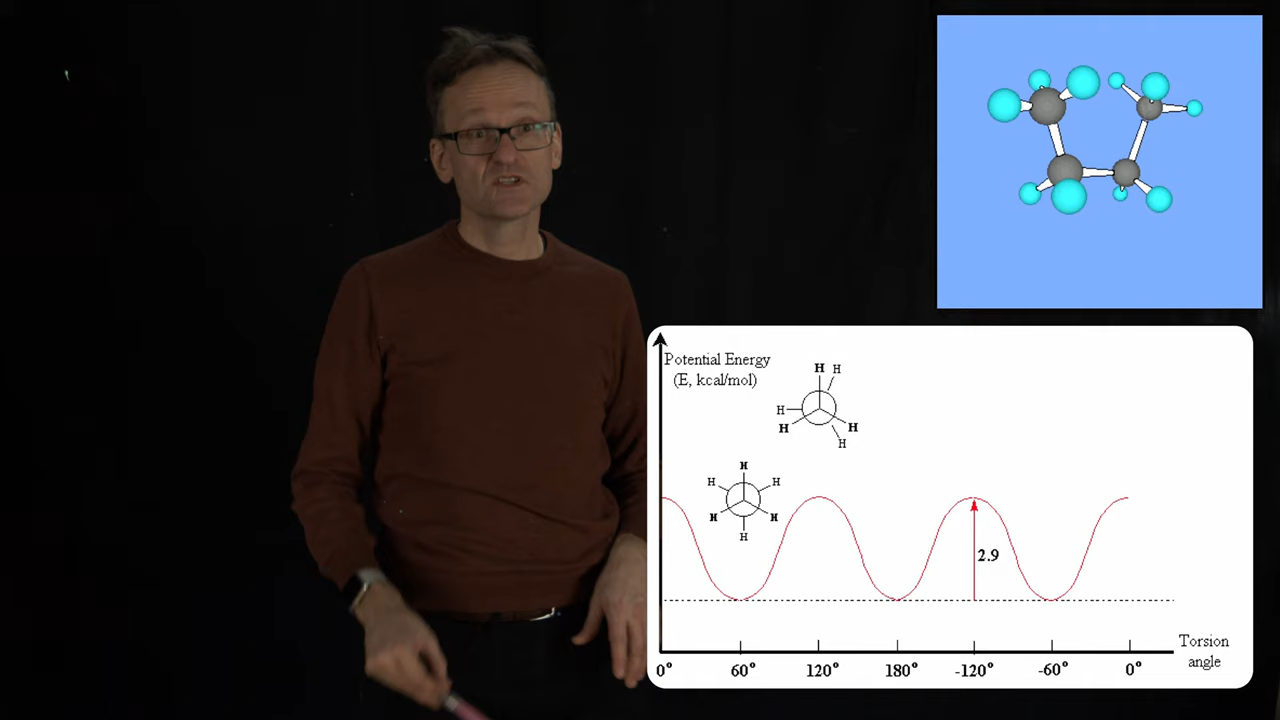 Potential Energy
(E, kcal/mol)
H H
H
H H
H
H
H H
H H
H
2.9
Torsion
angle
0° 60° 120° 180° -120° -60° 0°